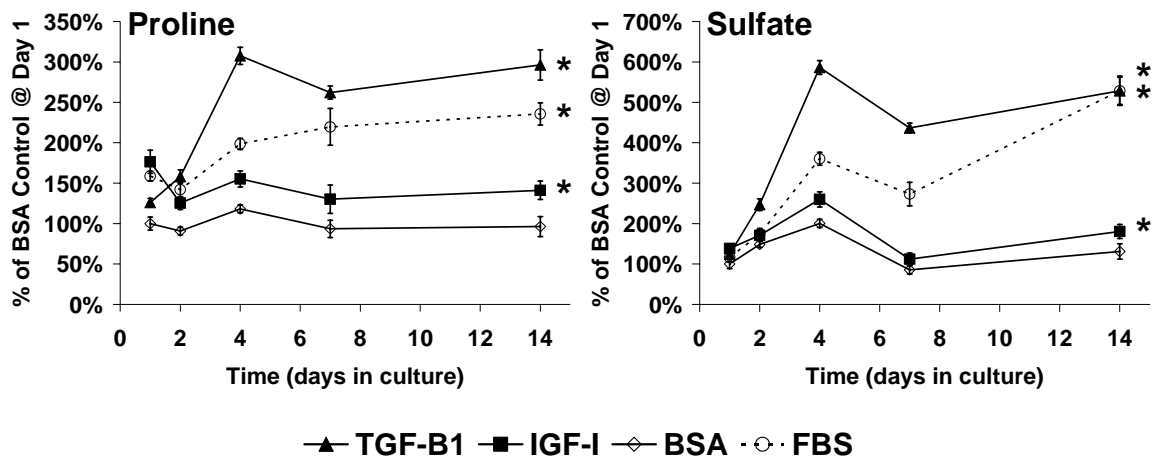 Proline
% of BSA Control @ Day 1
350%
300%
250%
200%
150%
100%
50%
0%
*
*
*
0 2 4 6 8 10 12 14
Time (days in culture)
Sulfate
% of BSA Control @ Day 1
700%
600%
500%
400%
300%
200%
100%
0%
*
*
*
0 2 4 6 8 10 12 14
Time (days in culture)
TGF-B1 IGF-I BSA FBS